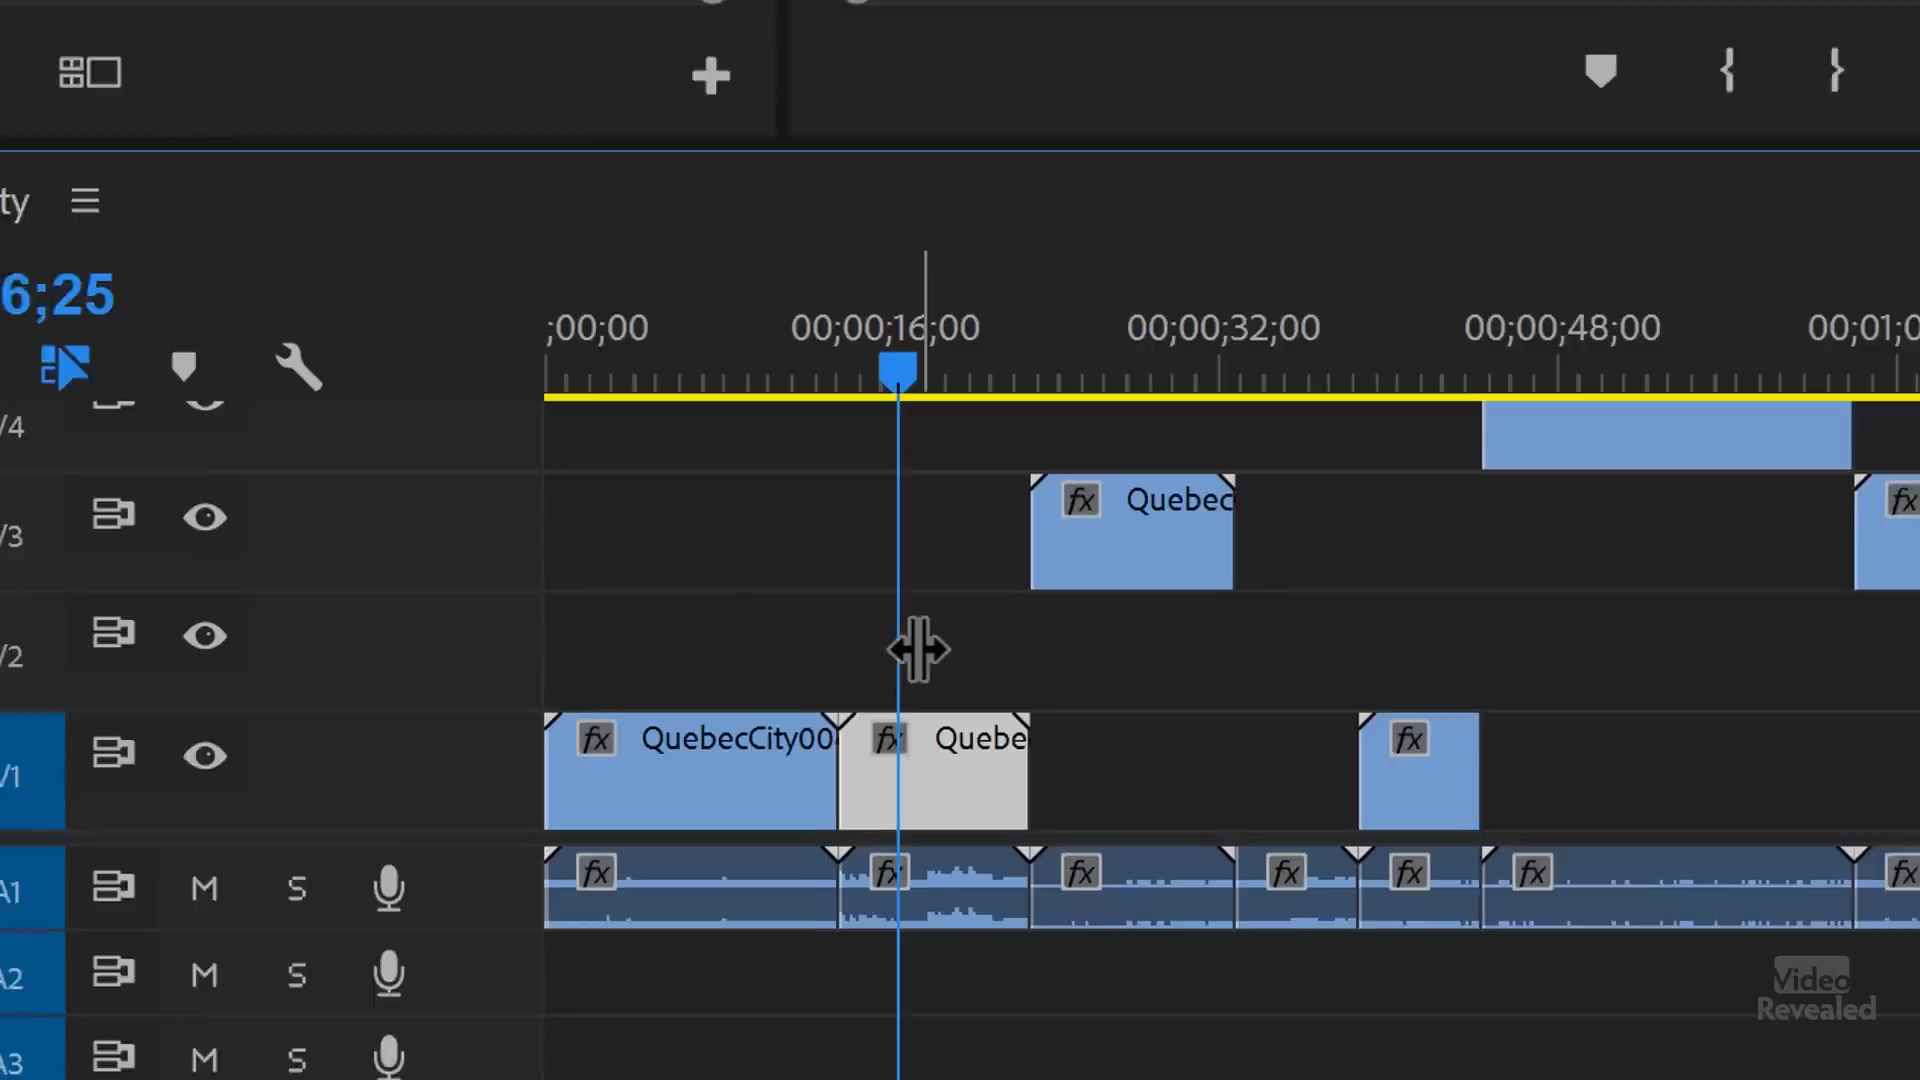 ty
6;25
;00;00 00;00;16;00 00;00;32;00 00;00;48;00 00;01;0
/4
/3
fx Quebec fx
/2
/1
fx QuebecCity00 fx Quebe fx
A1 M S fx fx fx fx fx fx fx
A2 M S
A3 M S
Video
Revealed